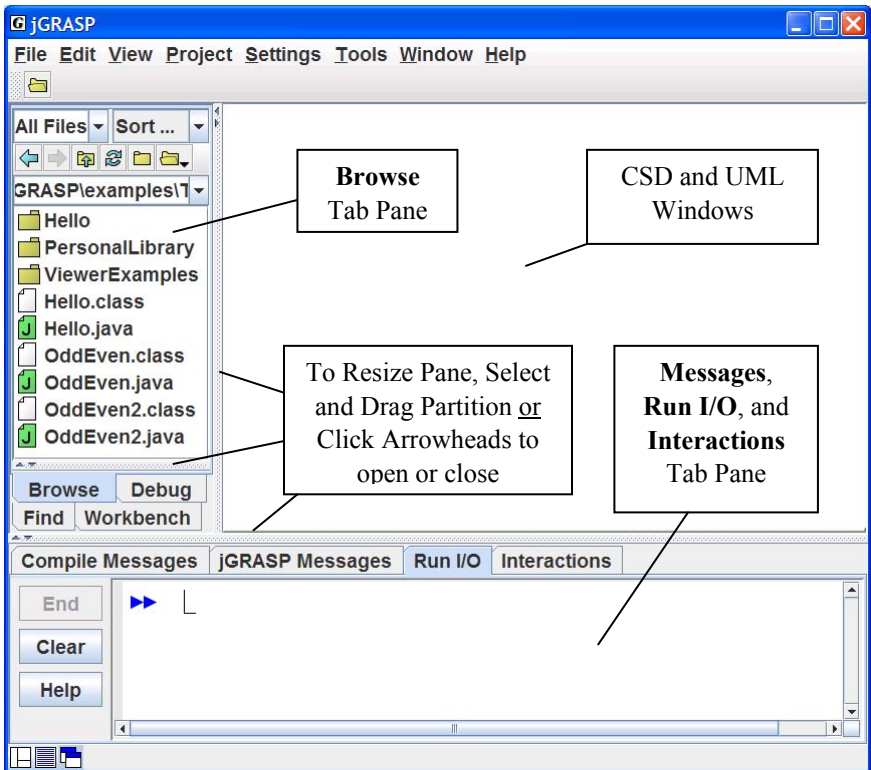 jGRASP
File Edit View Project Settings Tools Window Help
All Files Sort ...
GRASP\examples\T
Hello
PersonalLibrary
ViewerExamples
Hello.class
Hello.java
OddEven.class
OddEven.java
OddEven2.class
OddEven2.java
Browse Debug
Find Workbench
Browse
Tab Pane
CSD and UML
Windows
To Resize Pane, Select
and Drag Partition or
Click Arrowheads to
open or close
Messages,
Run I/O, and
Interactions
Tab Pane
Compile Messages jGRASP Messages Run I/O Interactions
End
Clear
Help